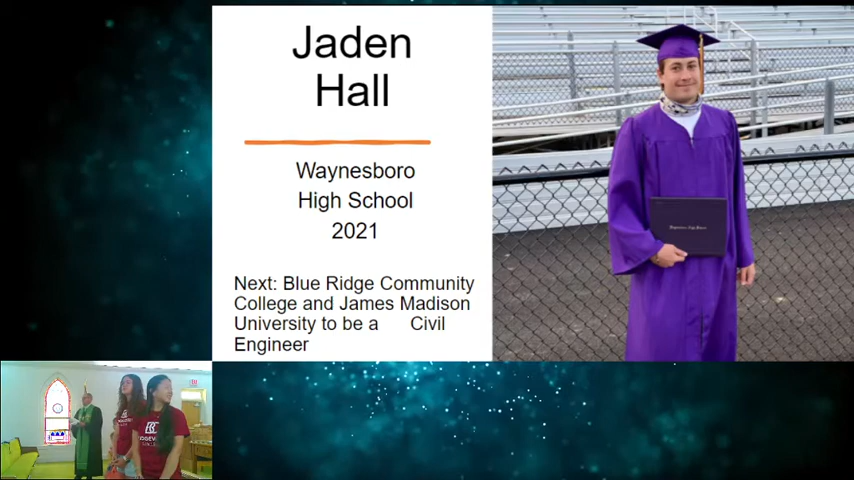 Jaden
Hall
Waynesboro
High School
2021
Next: Blue Ridge Community
College and James Madison
University to be a Civil
Engineer